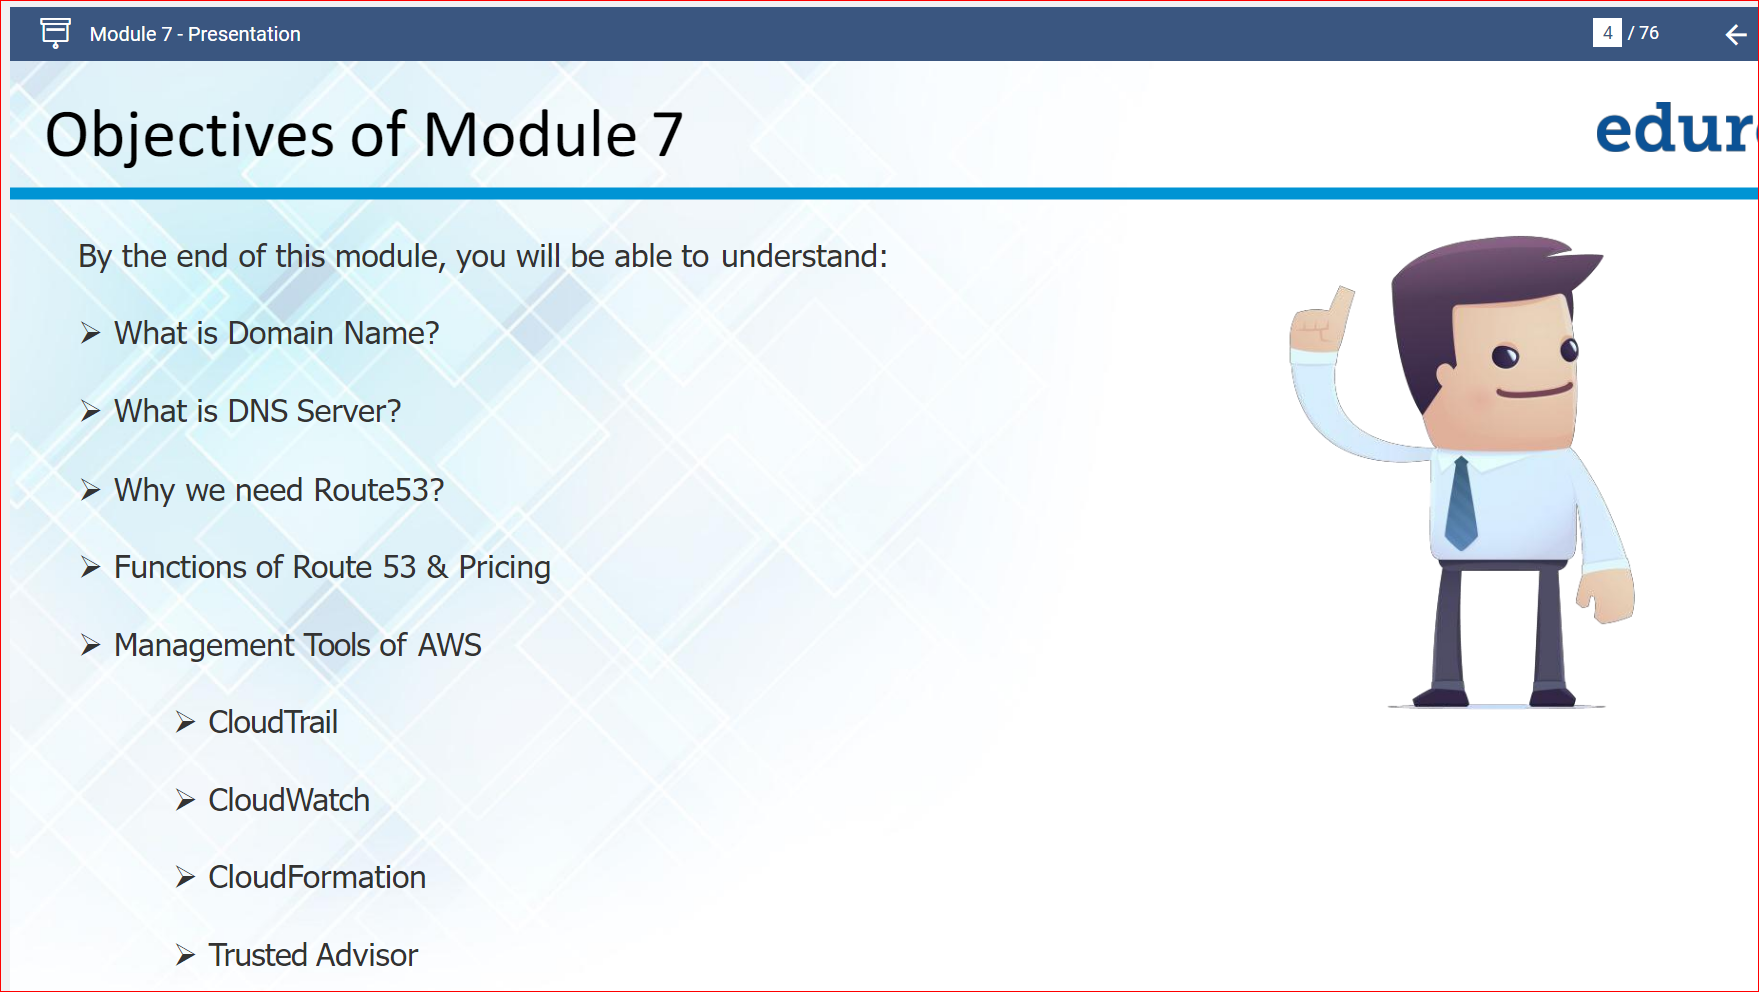 Module 7 - Presentation
4 / 76
Objectives of Module 7
By the end of this module, you will be able to understand:
What is Domain Name?
What is DNS Server?
Why we need Route53?
Functions of Route 53 & Pricing
Management Tools of AWS
CloudTrail
CloudWatch
CloudFormation
Trusted Advisor